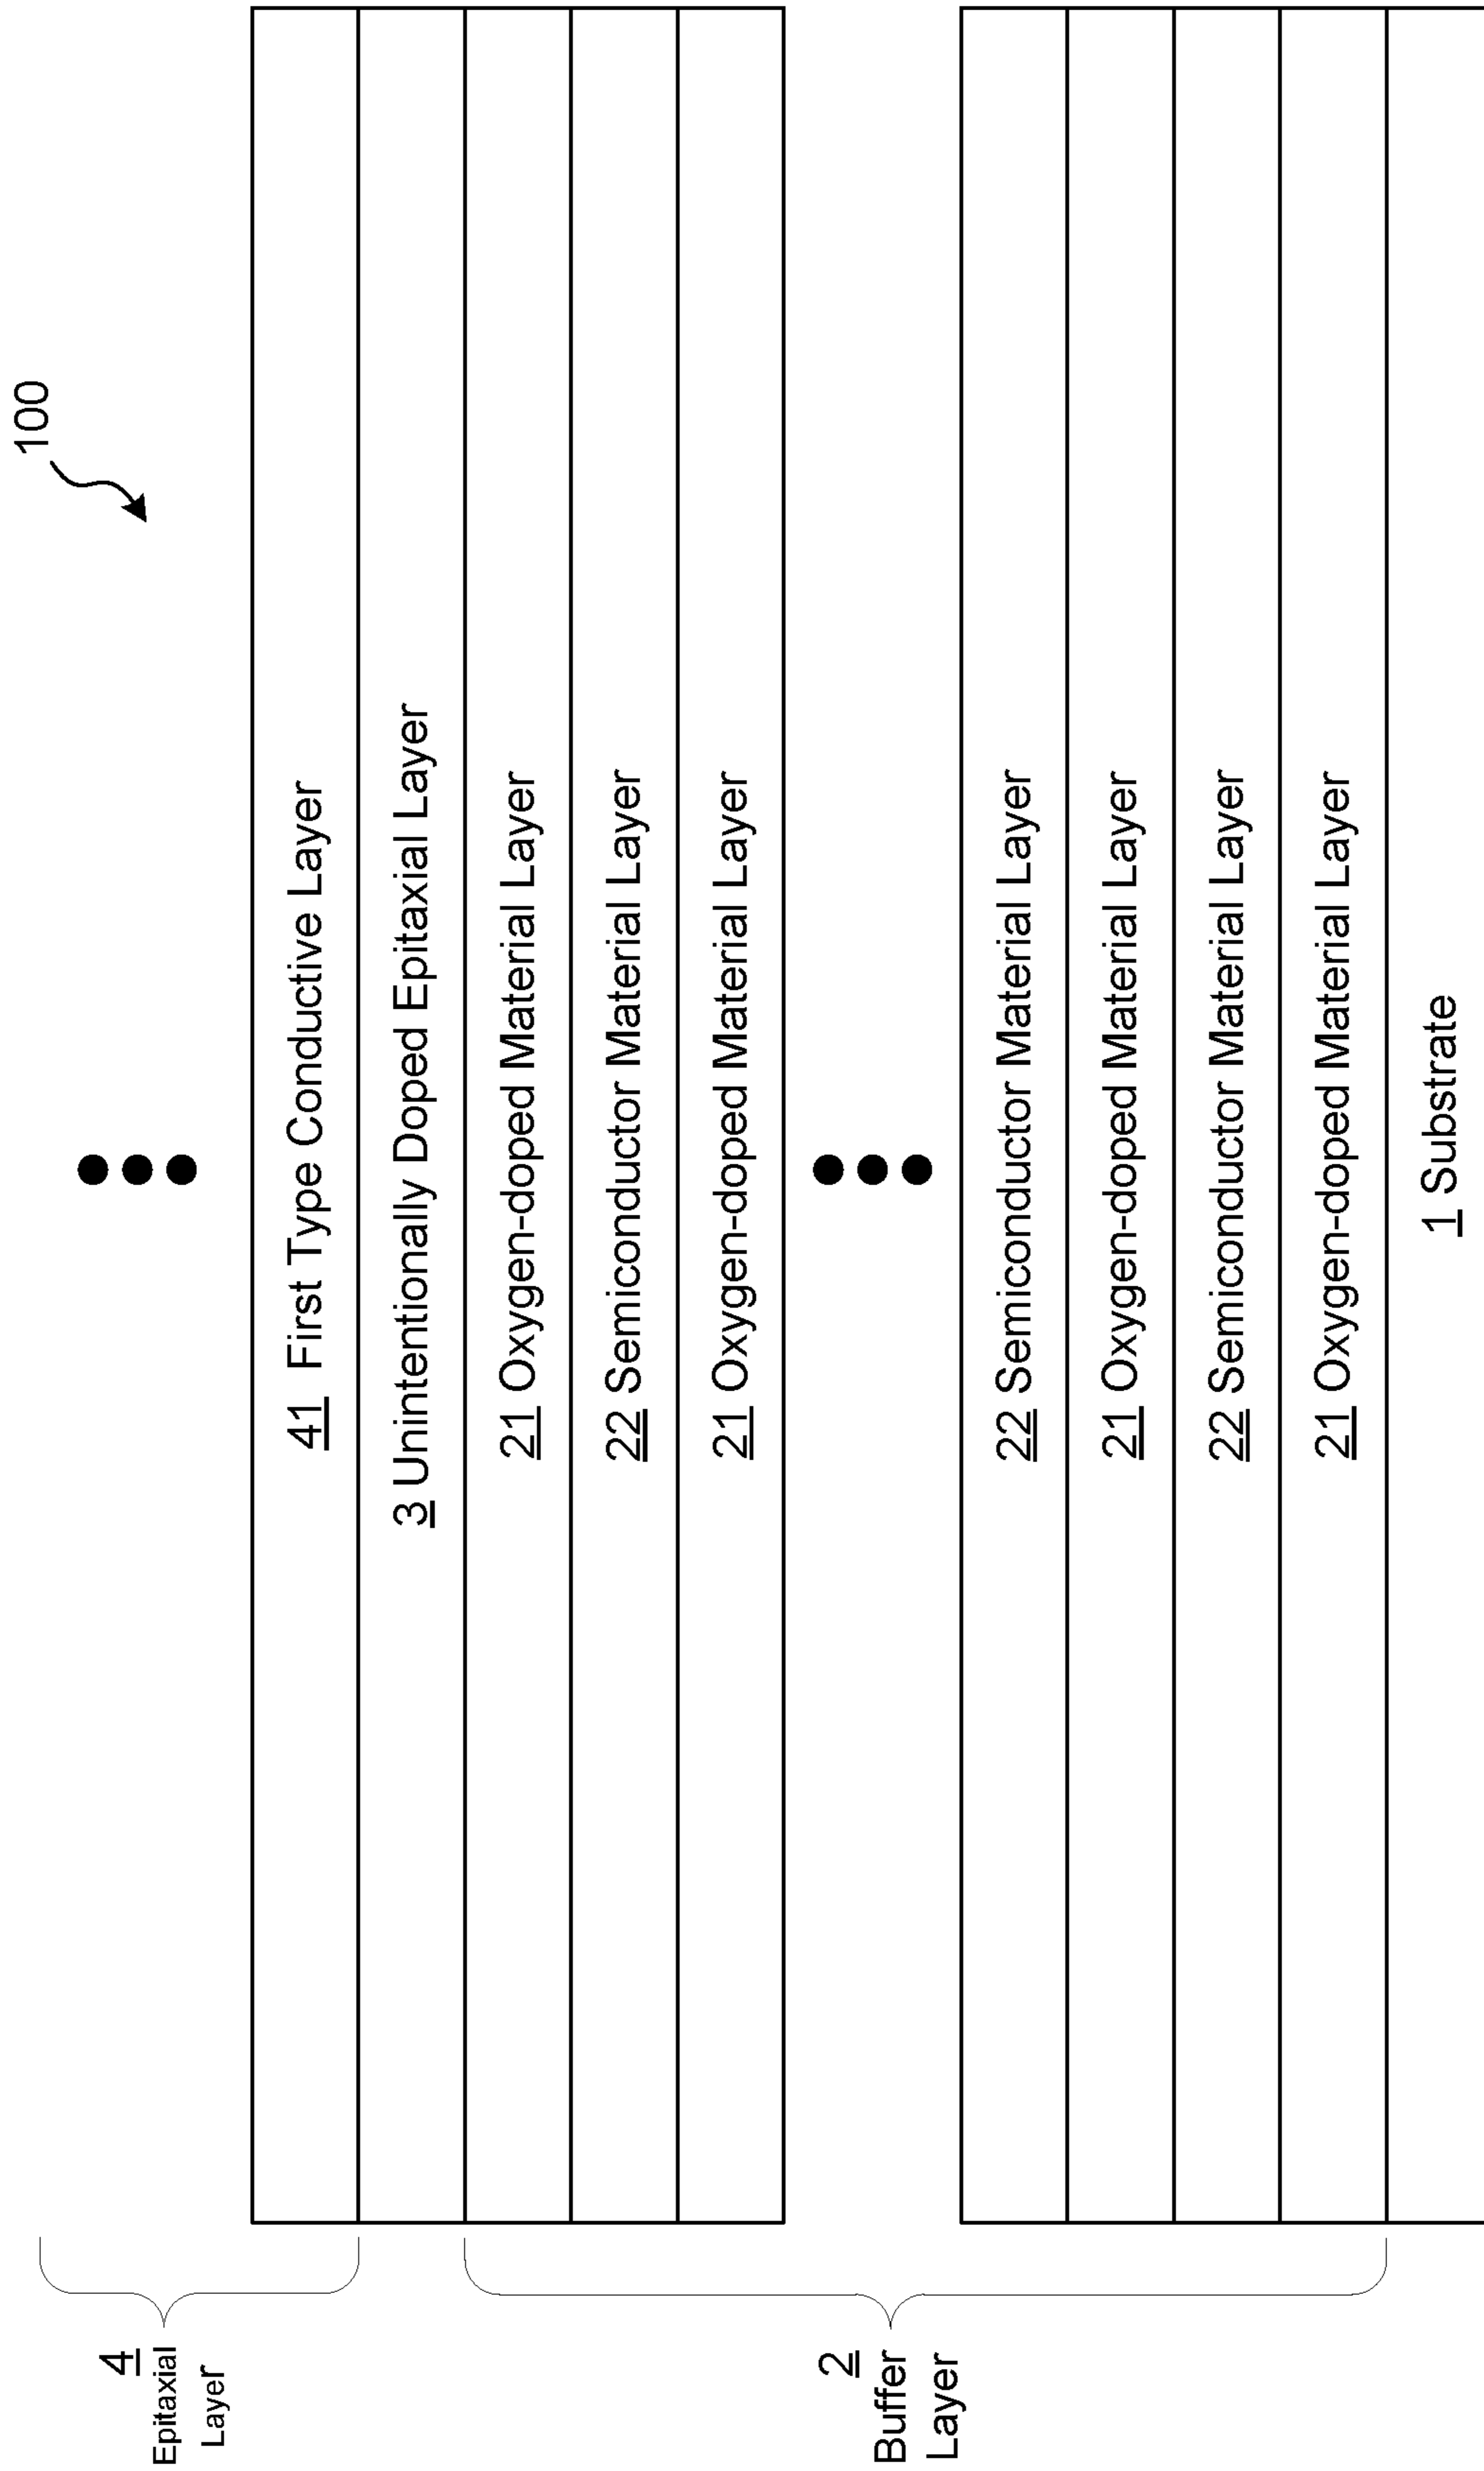 100
4
Epitaxial
Layer
41 First Type Conductive Layer
3 Unintentionally Doped Epitaxial Layer
21 Oxygen-doped Material Layer
22 Semiconductor Material Layer
21 Oxygen-doped Material Layer
2
Buffer
Layer
22 Semiconductor Material Layer
21 Oxygen-doped Material Layer
22 Semiconductor Material Layer
21 Oxygen-doped Material Layer
1 Substrate